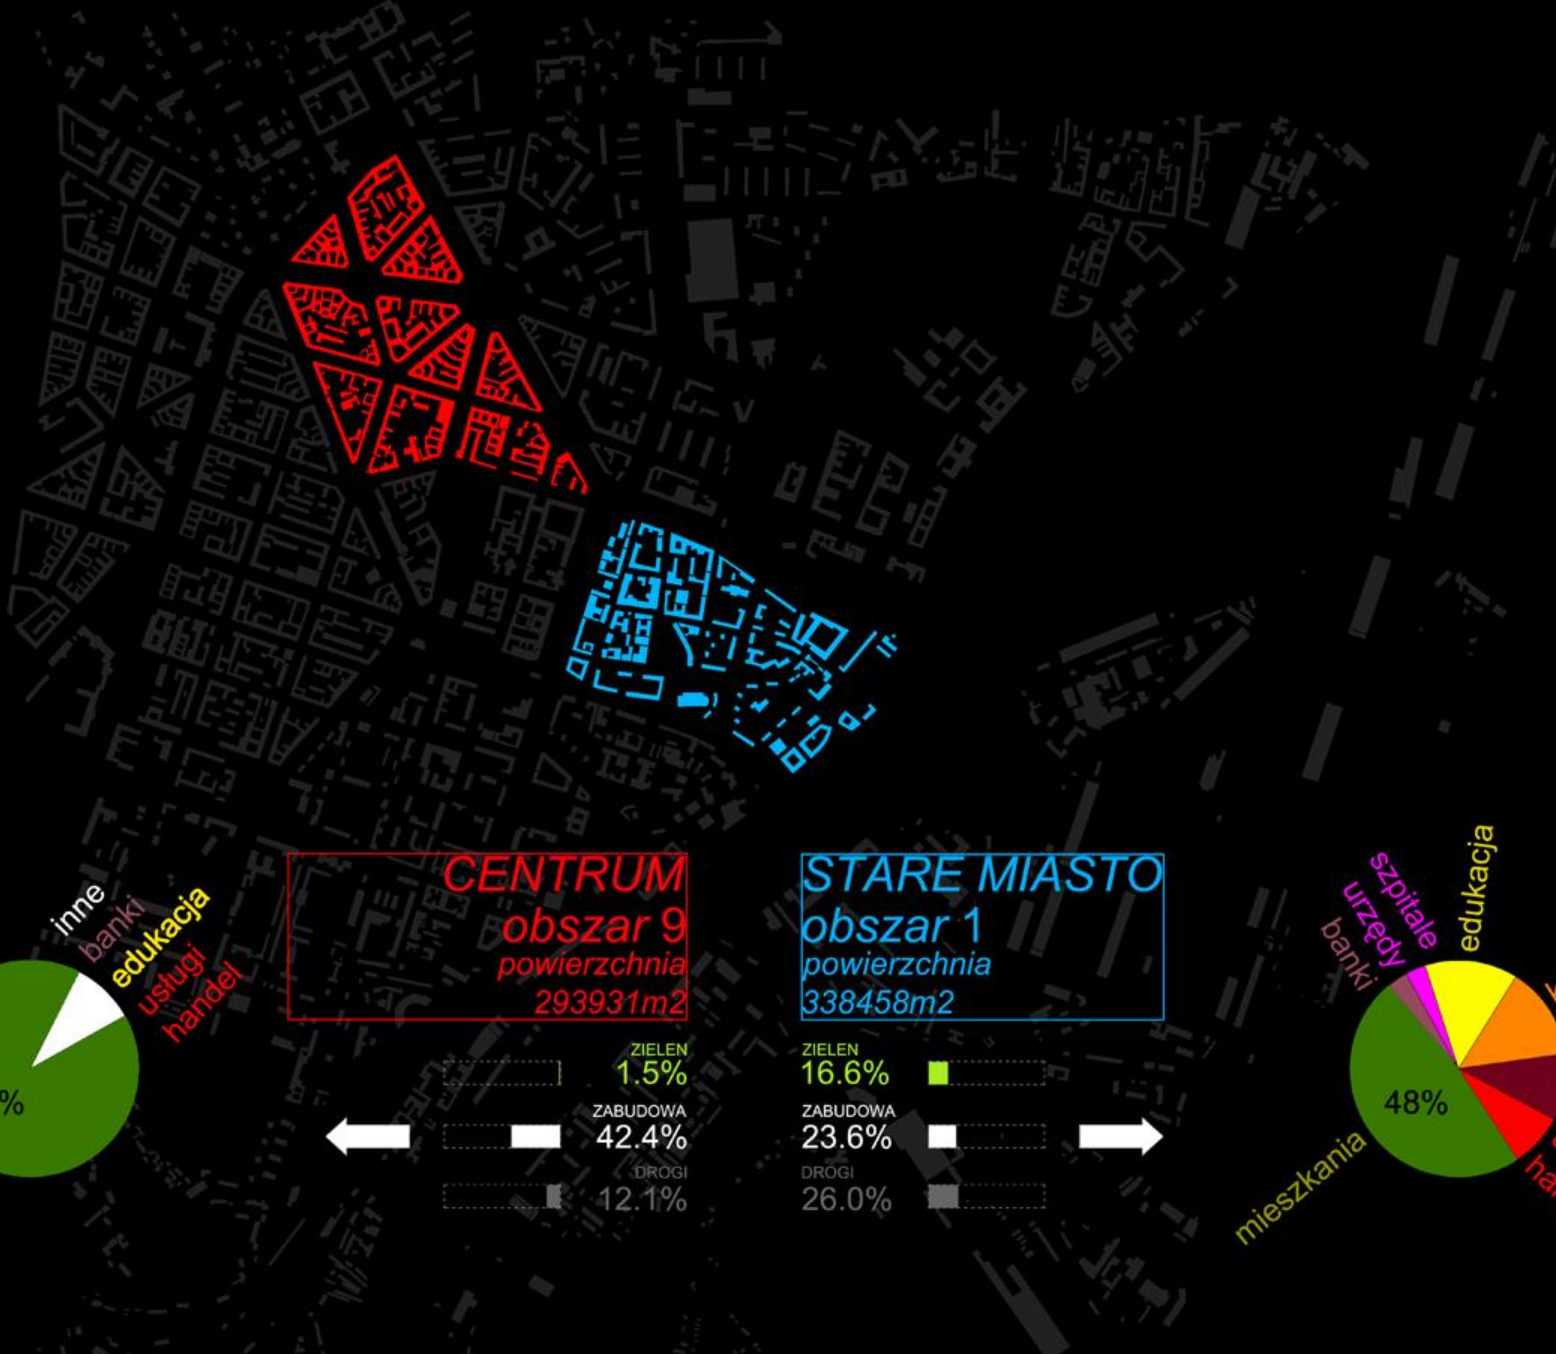 CENTRUM
obszar 9
powierzchnia
293931m2
ZIELEN
1.5%
ZABUDOWA
42.4%
DROGI
12.1%
STARE MIASTO
obszar 1
powierzchnia
338458m2
ZIELEN
16.6%
ZABUDOWA
23.6%
DROGI
26.0%
inne
banki
edukacja
usługi
handel
%
banki
urzędy
szpitale
edukacja
48%
mieszkania